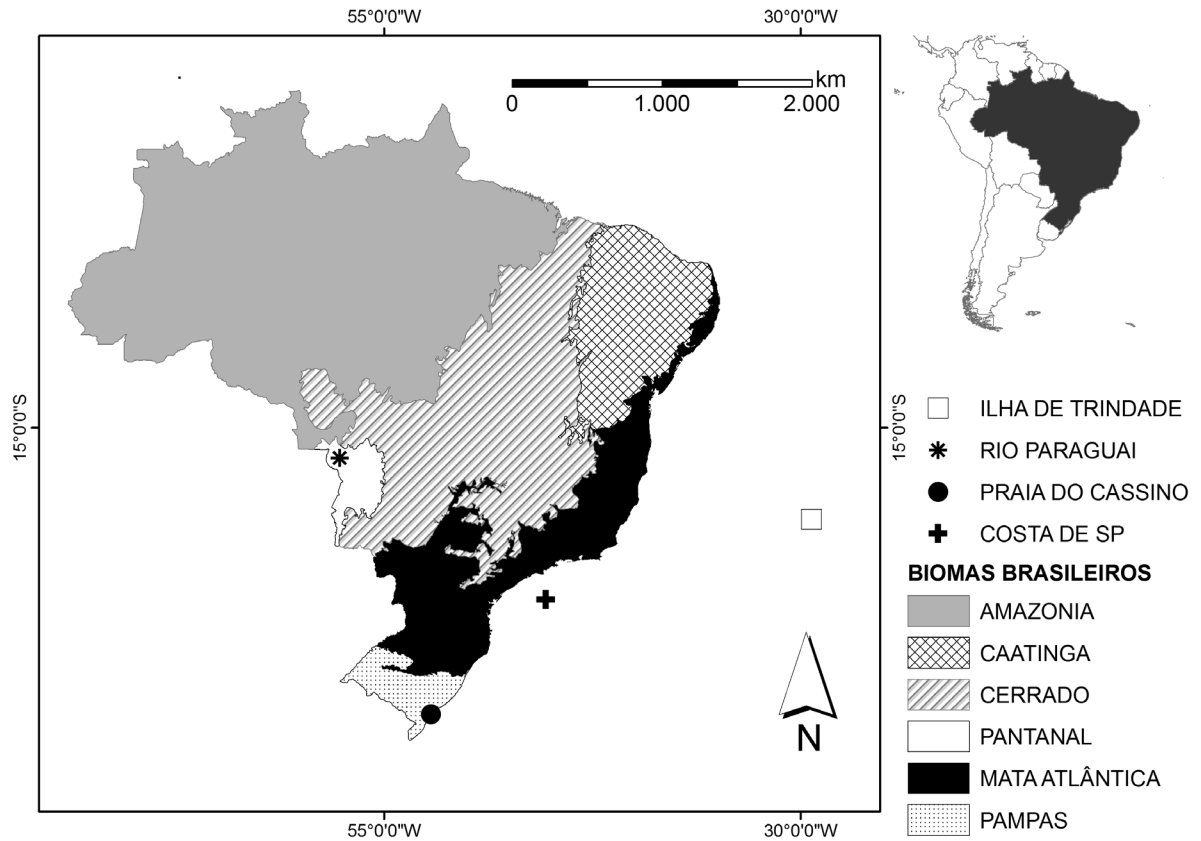 55°0'0"W
30°0'0"W
km
0
1.000
2.000
15°0'0"S
15°0'0"S
ILHA DE TRINDADE
RIO PARAGUAI
PRAIA DO CASSINO
COSTA DE SP
BIOMAS BRASILEIROS
AMAZONIA
CAATINGA
CERRADO
PANTANAL
MATA ATLÂNTICA
PAMPAS
N
55°0'0"W
30°0'0"W